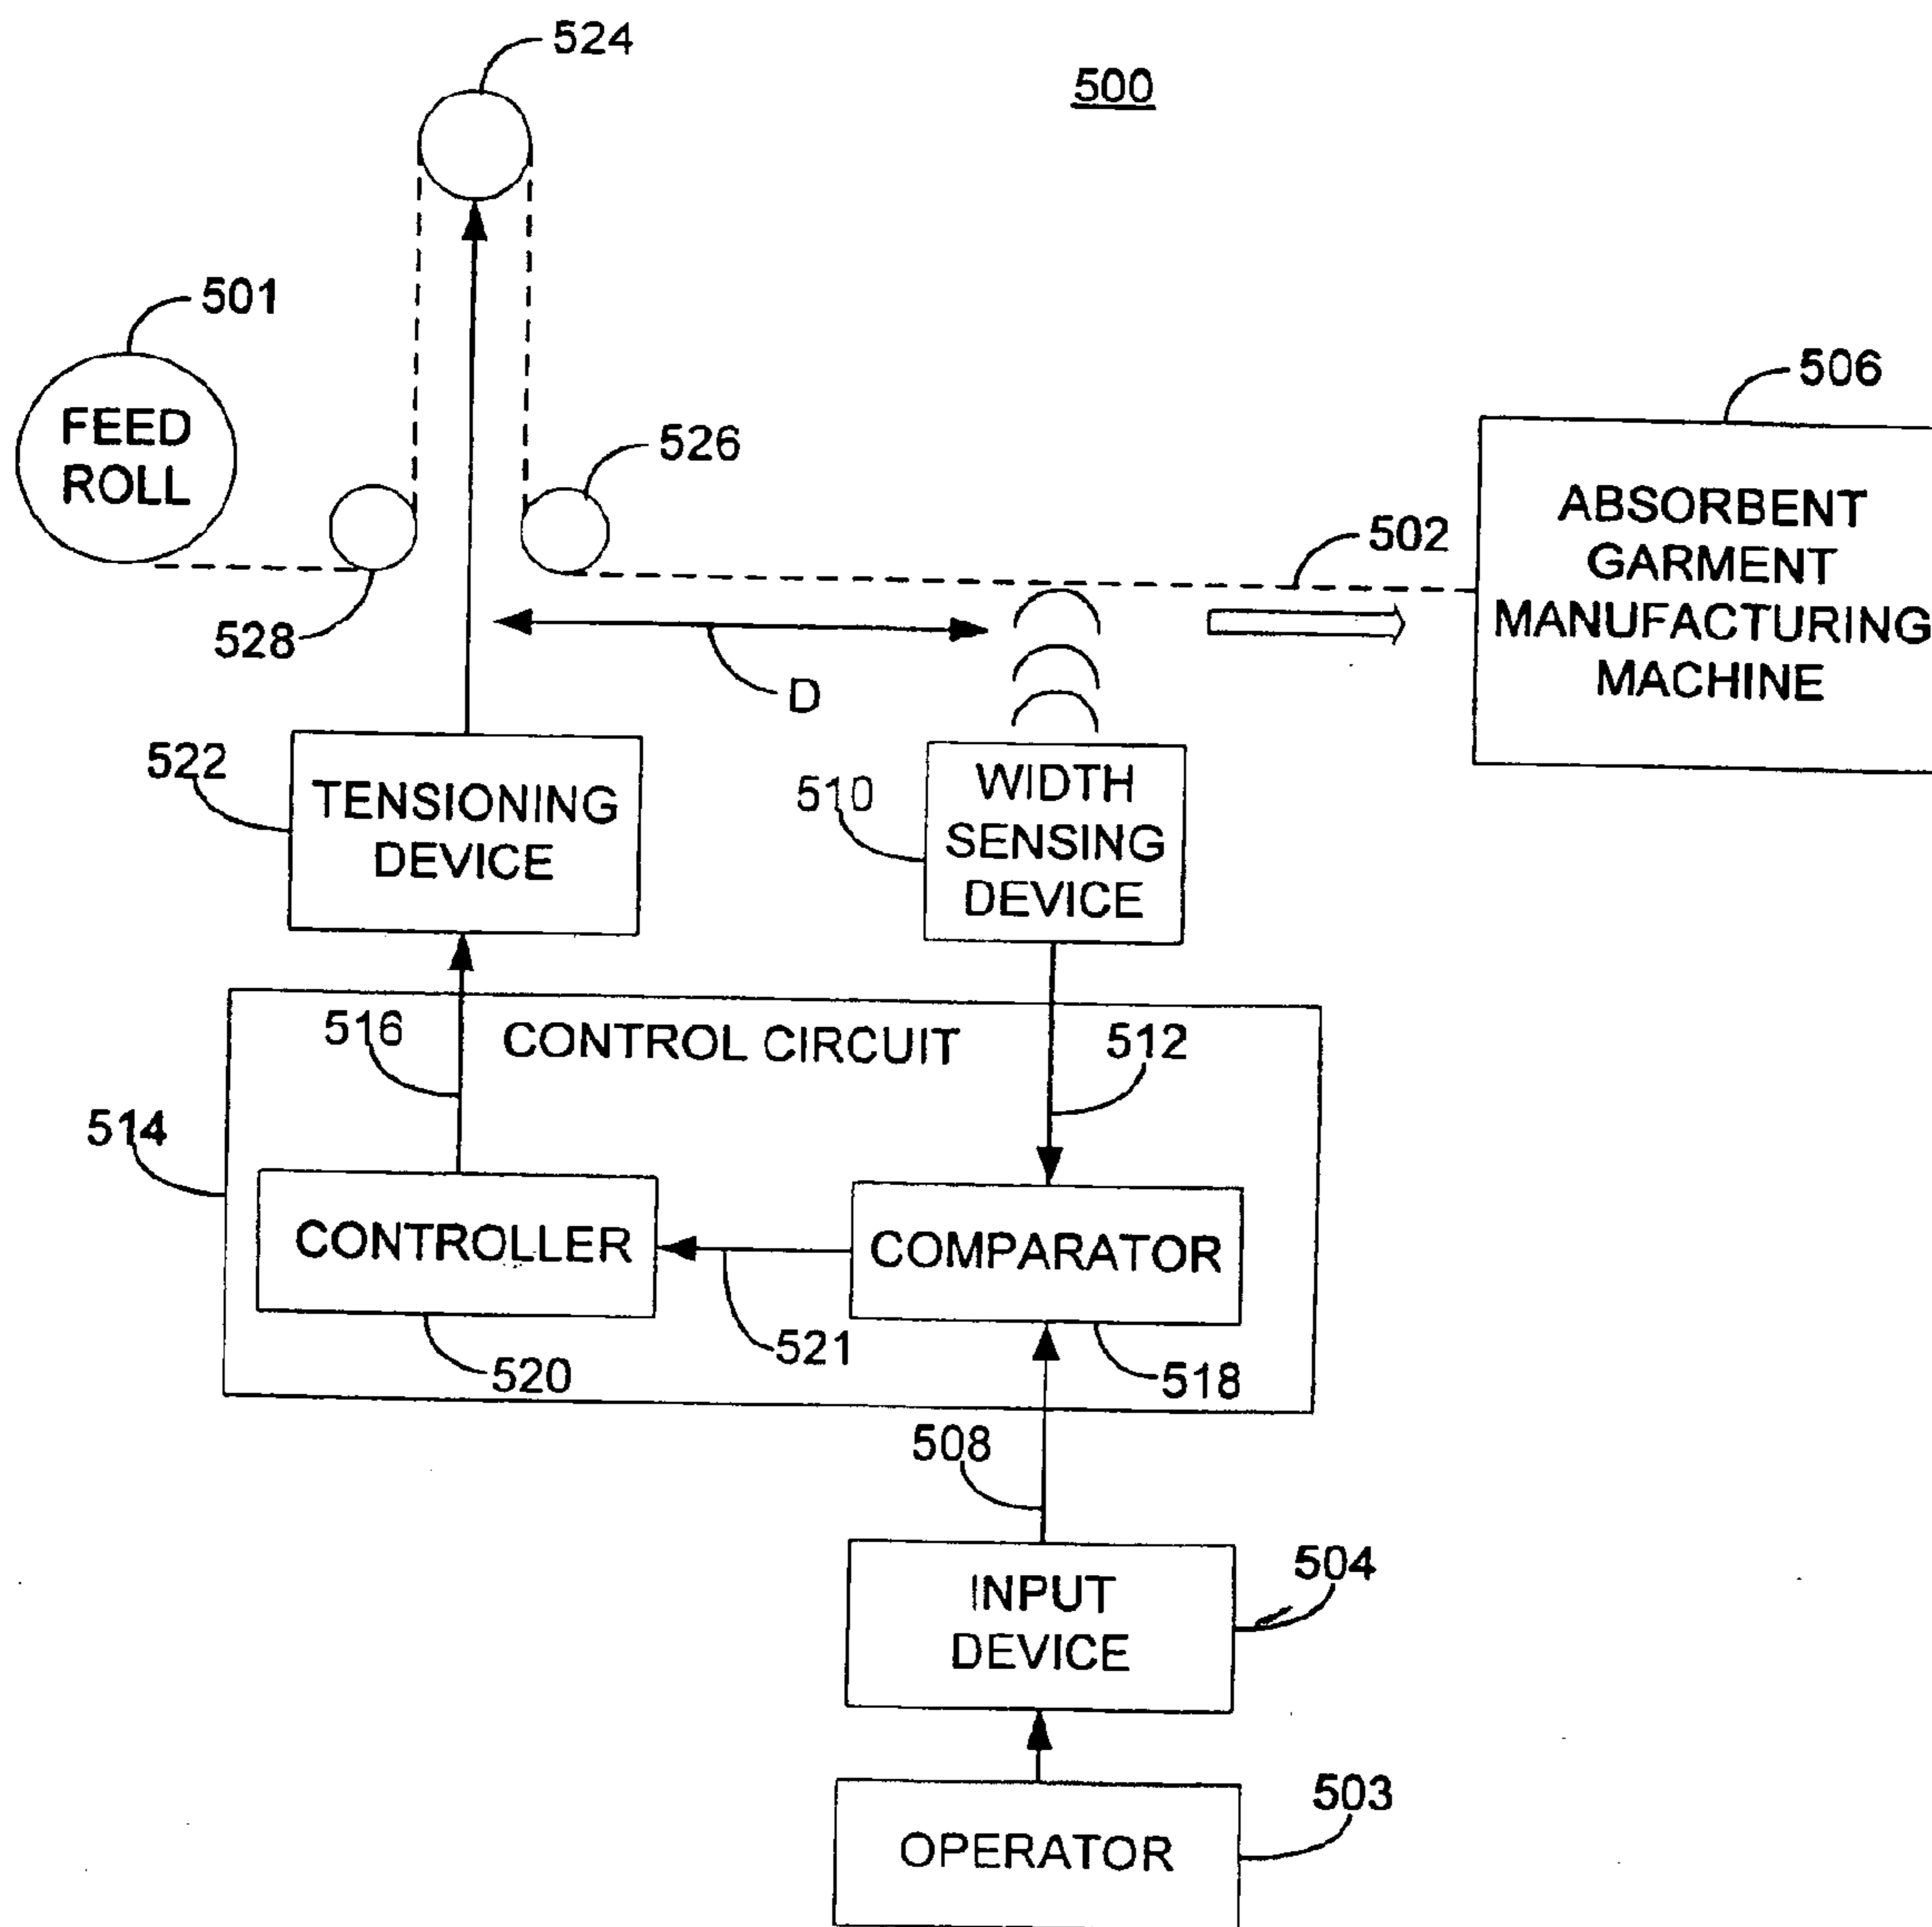 524
500
501
FEED
ROLL
526
528
506
ABSORBENT
GARMENT
MANUFACTURING
MACHINE
502
D
522
TENSIONING
DEVICE
510
WIDTH
SENSING
DEVICE
516
CONTROL CIRCUIT
512
514
CONTROLLER
COMPARATOR
521
520
518
508
INPUT
DEVICE
504
OPERATOR
503